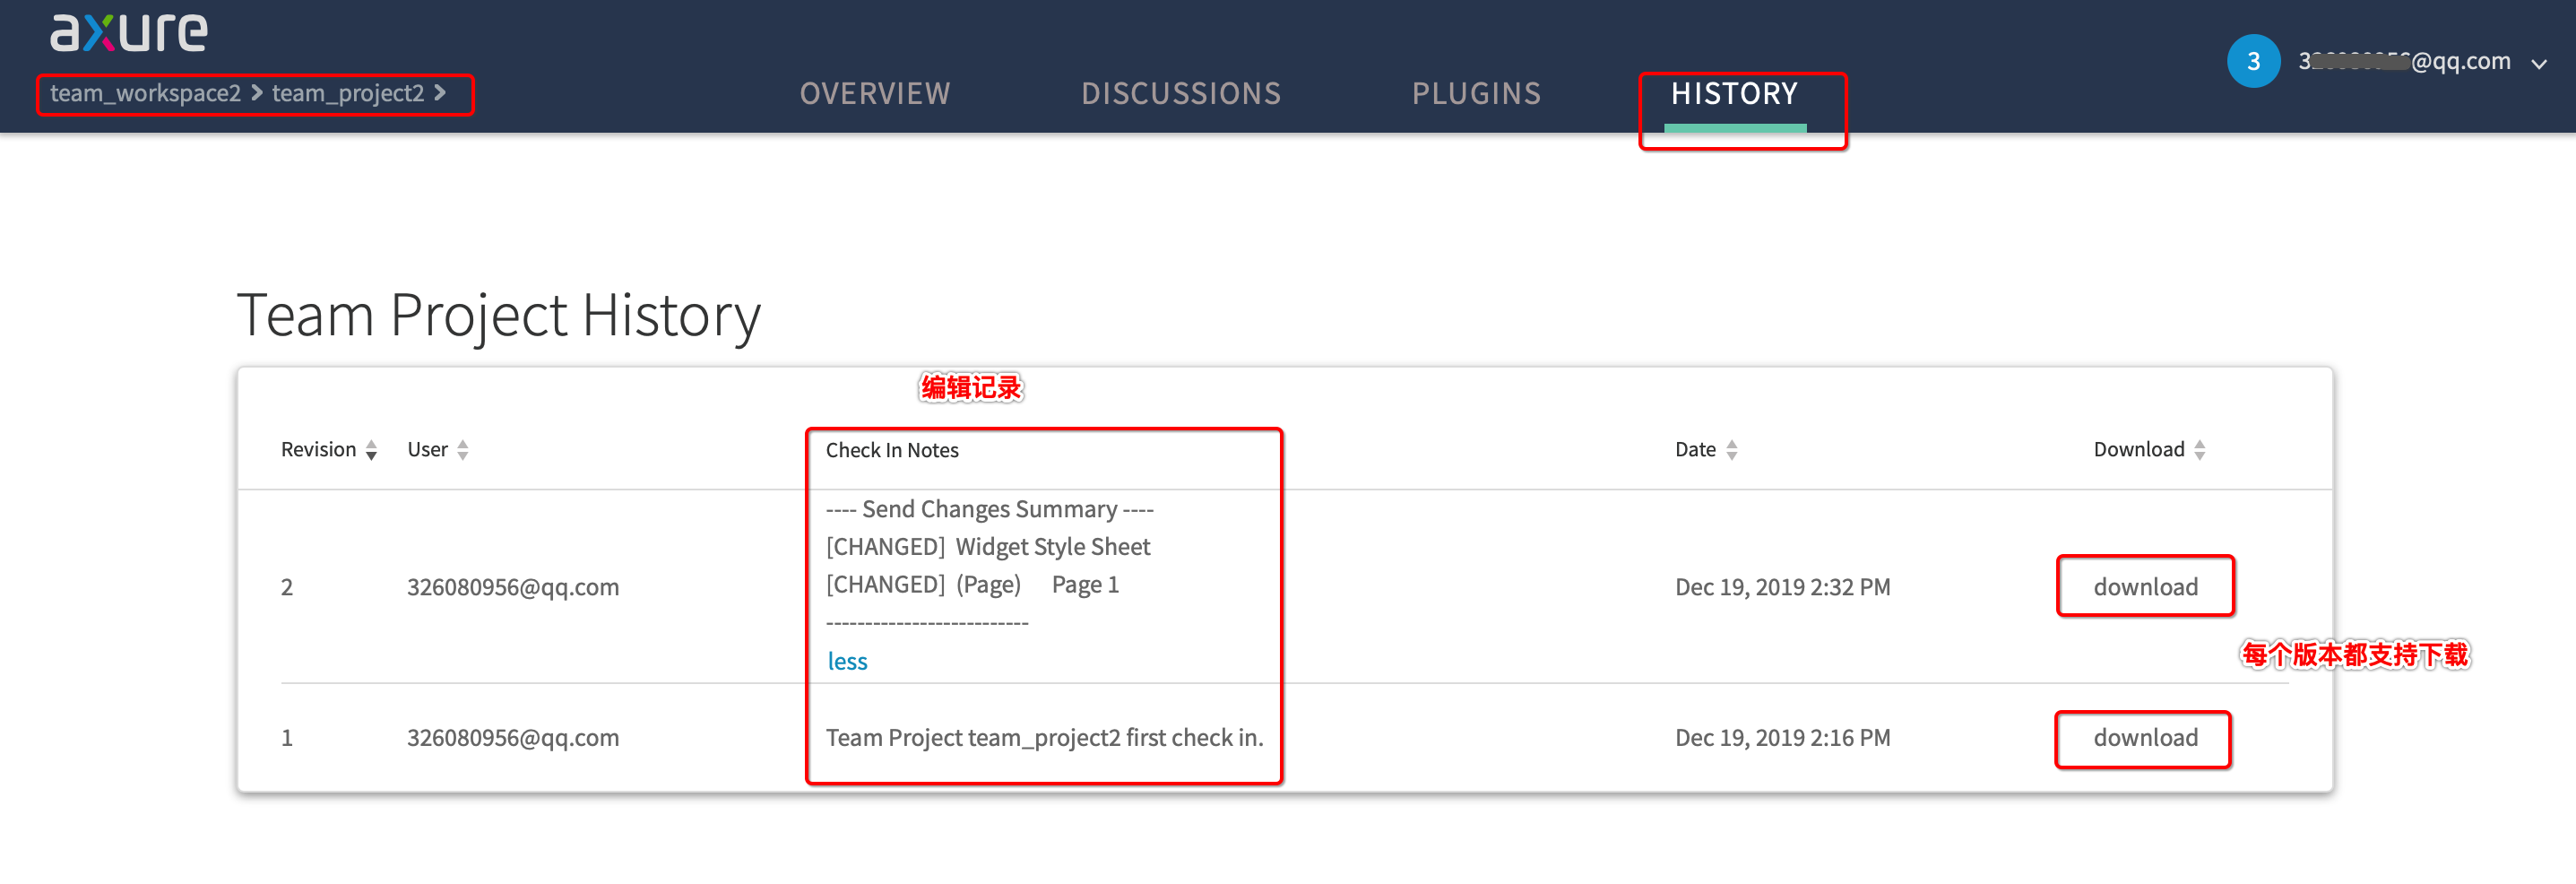 axure
team_workspace2 > team_project2 >
OVERVIEW
DISCUSSIONS
PLUGINS
HISTORY
3
@qq.com
Team Project History
编辑记录
Revision User Check In Notes Date Download
---- Send Changes Summary ----
[CHANGED] Widget Style Sheet
[CHANGED] (Page) Page 1
--------------------------
less
2 326080956@qq.com Dec 19, 2019 2:32 PM download
每个版本都支持下载
1 326080956@qq.com Team Project team_project2 first check in. Dec 19, 2019 2:16 PM download